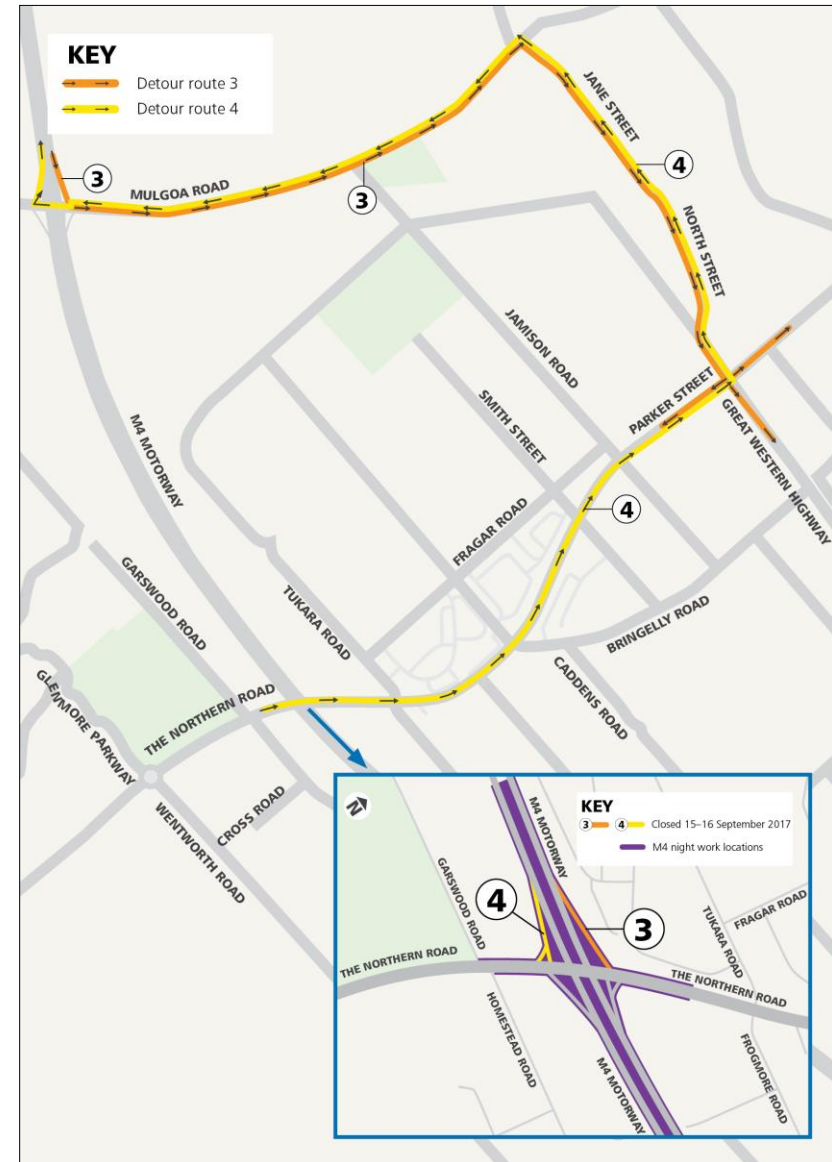 KEY
Detour route 3
Detour route 4
3
MULGOA ROAD
3
JANE STREET
4
NORTH STREET
JAMISON ROAD
SMITH STREET
PARKER STREET
GREAT WESTERN HIGHWAY
M4 MOTORWAY
FRAGAR ROAD
4
GARSWOOD ROAD
TUKARA ROAD
BRINGELLY ROAD
CADDENS ROAD
GLENMORE PARKWAY
THE NORTHERN ROAD
CROSS ROAD
WENTWORTH ROAD
N
M4 MOTORWAY
KEY
3 4 Closed 15–16 September 2017
M4 night work locations
GARSWOOD ROAD
4
3
TUKARA ROAD
FRAGAR ROAD
THE NORTHERN ROAD
THE NORTHERN ROAD
HOMESTEAD ROAD
M4 MOTORWAY
FROGMORE ROAD